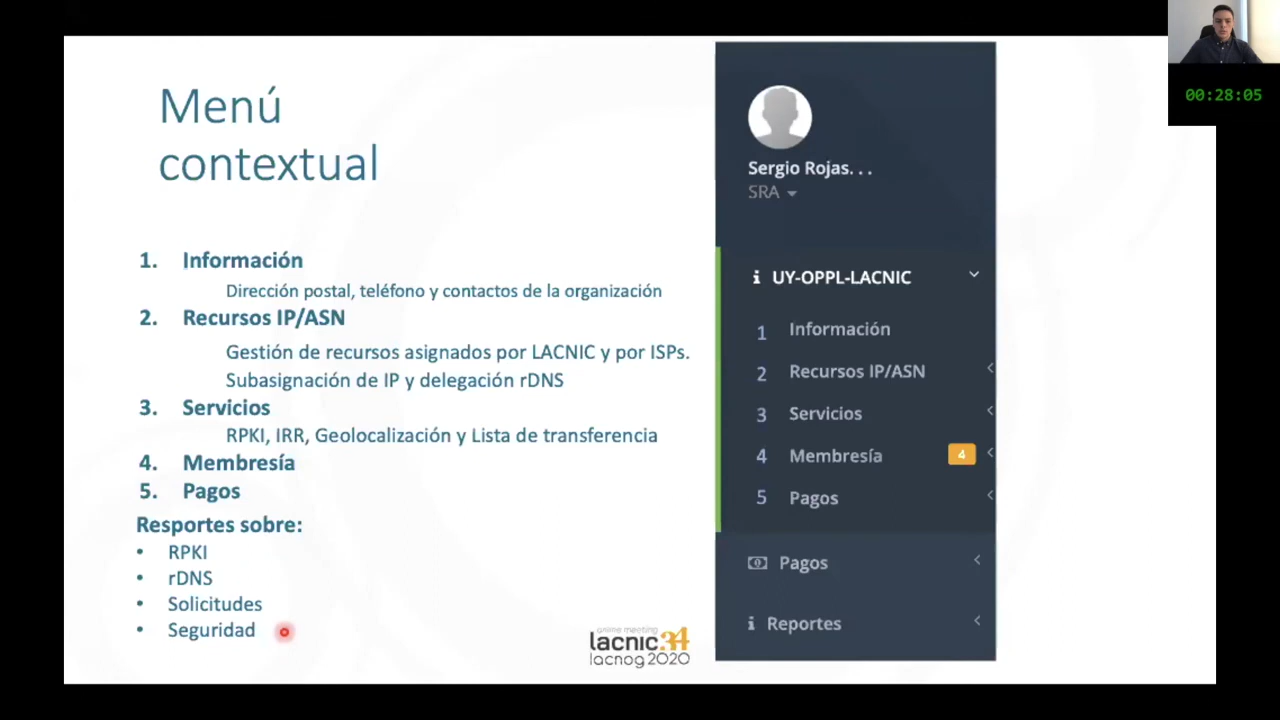 Menú
contextual
1. Información
Dirección postal, teléfono y contactos de la organización
2. Recursos IP/ASN
Gestión de recursos asignados por LACNIC y por ISPs.
Subasignación de IP y delegación rDNS
3. Servicios
RPKI, IRR, Geolocalización y Lista de transferencia
4. Membresía
5. Pagos
Resportes sobre:
• RPKI
• rDNS
• Solicitudes
• Seguridad
online meeting
lacnic34
lacnog2020
Sergio Rojas. . .
SRA
UY-OPPL-LACNIC
1 Información
2 Recursos IP/ASN
3 Servicios
4 Membresía 4
5 Pagos
Pagos
Reportes
00:28:05